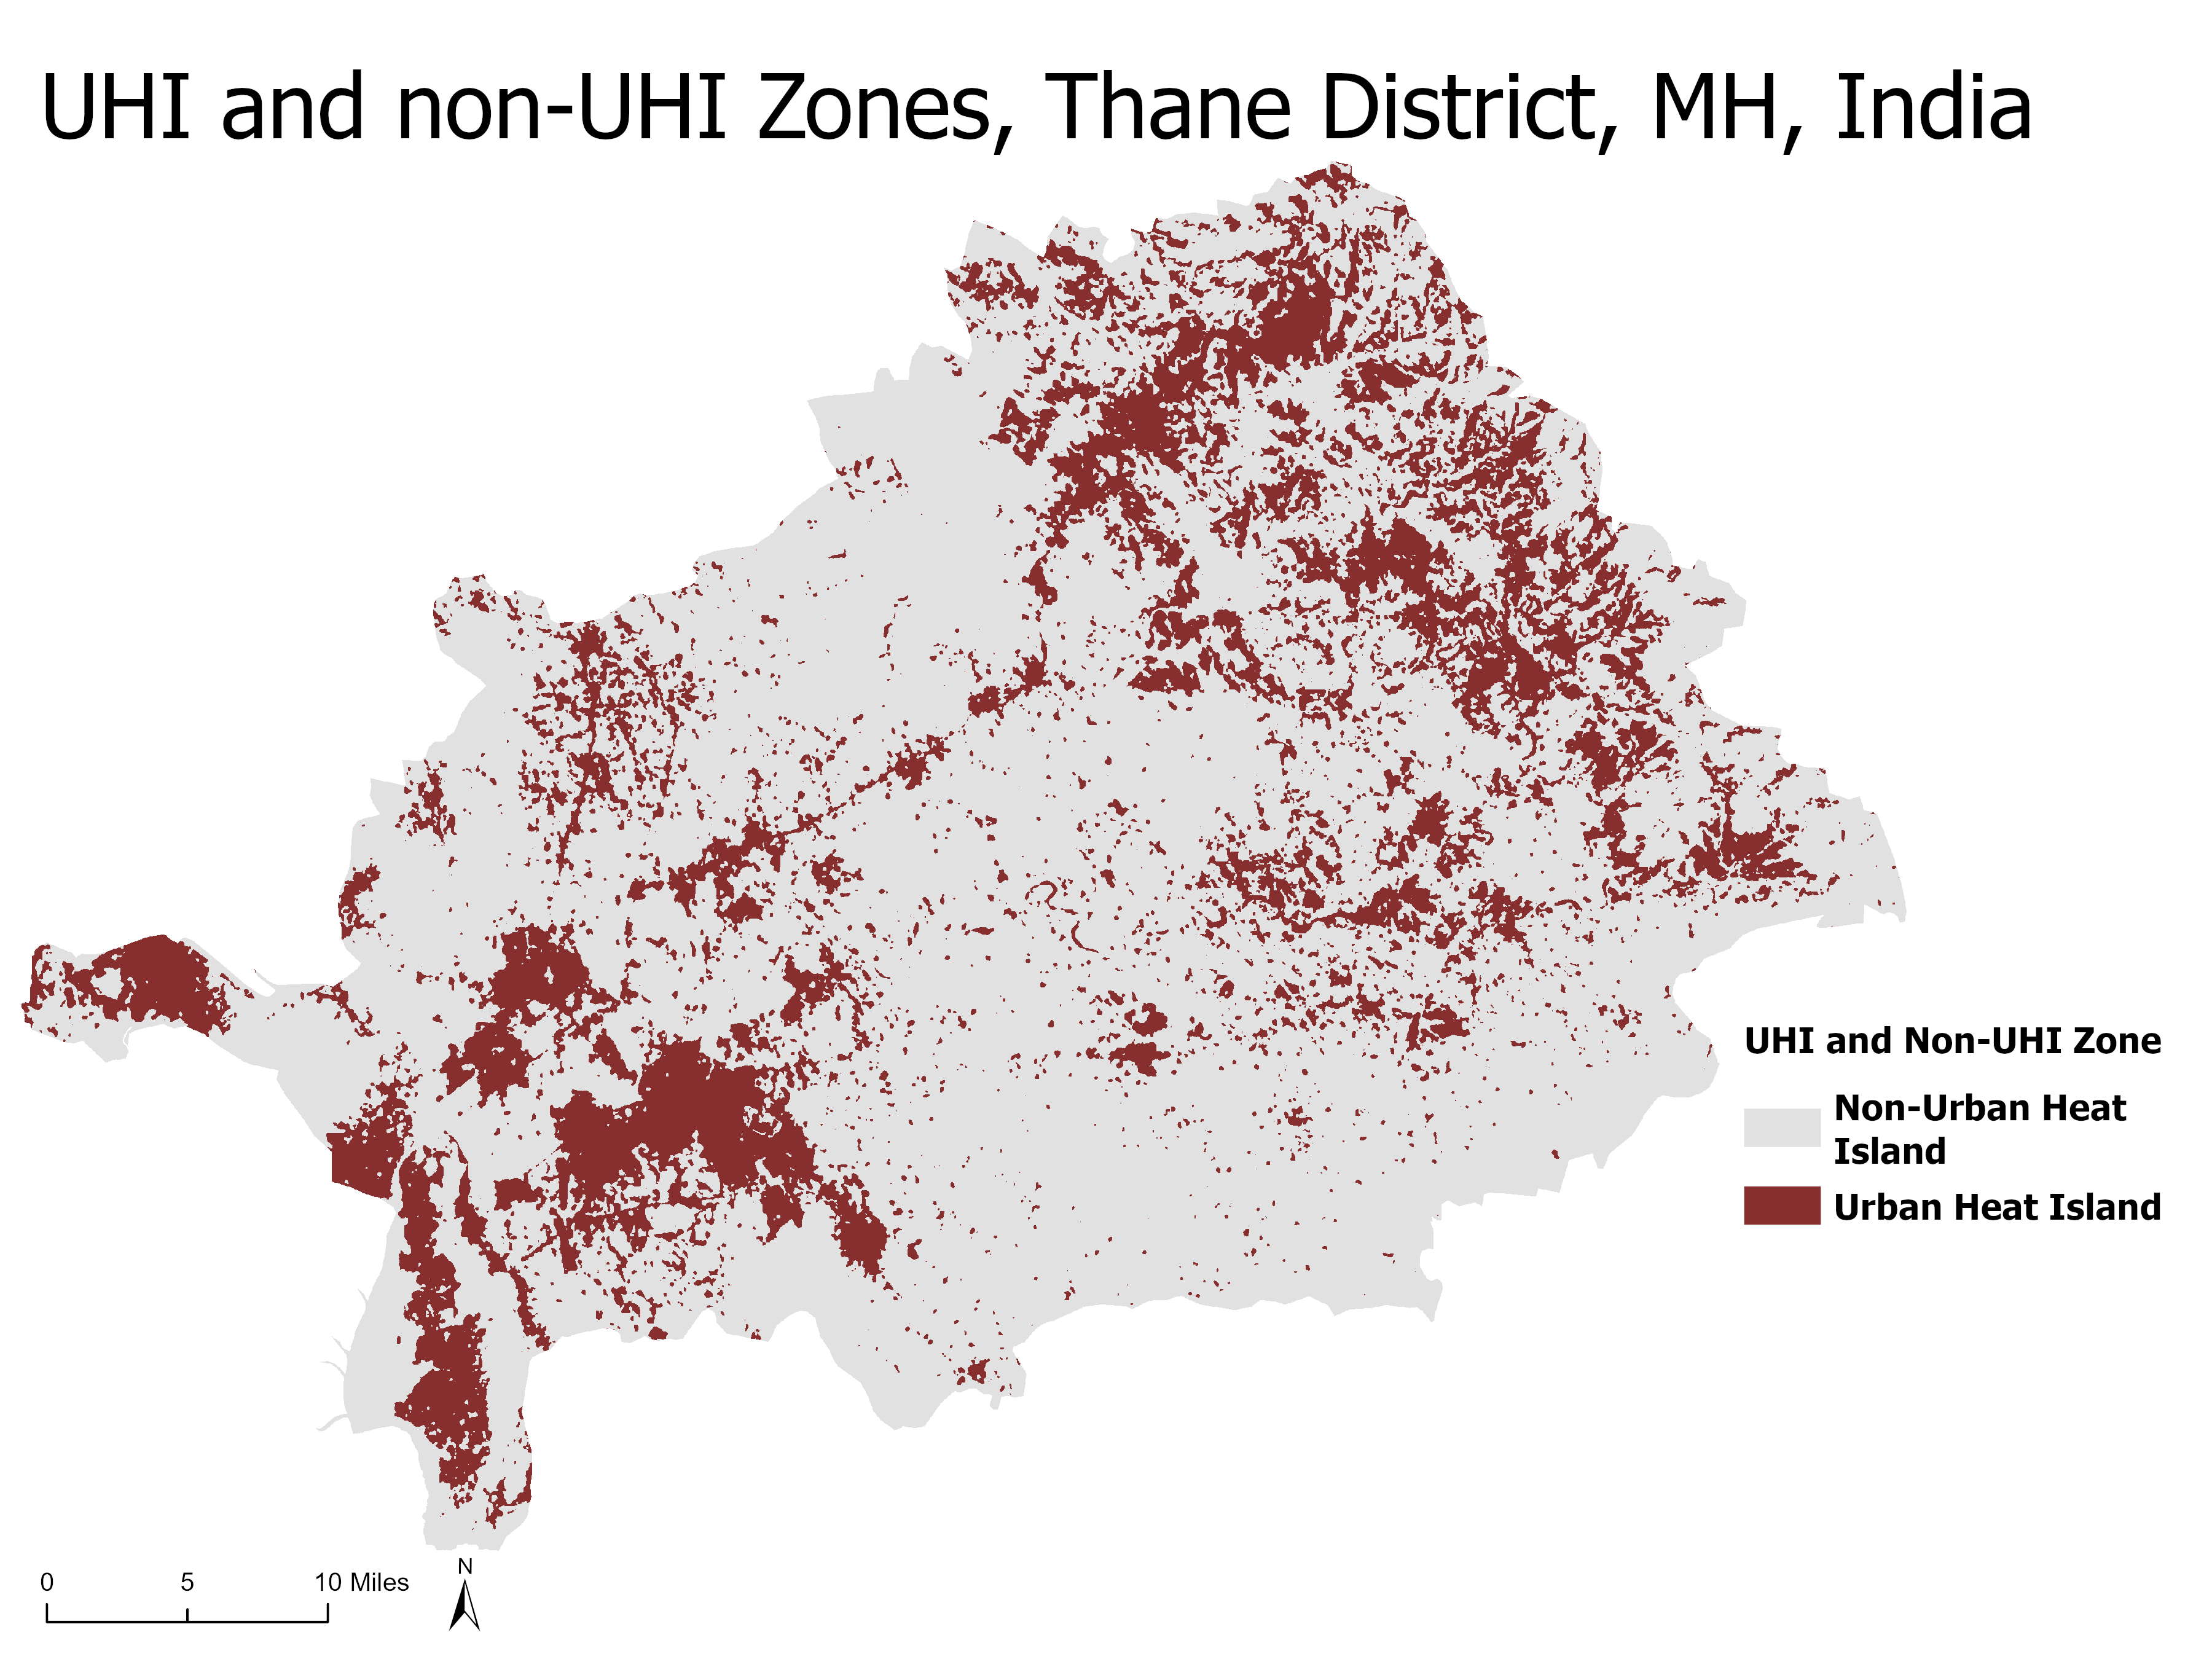 UHI and non-UHI Zones, Thane District, MH, India
UHI and Non-UHI Zone
Non-Urban Heat
Island
Urban Heat Island
0 5 10 Miles
N